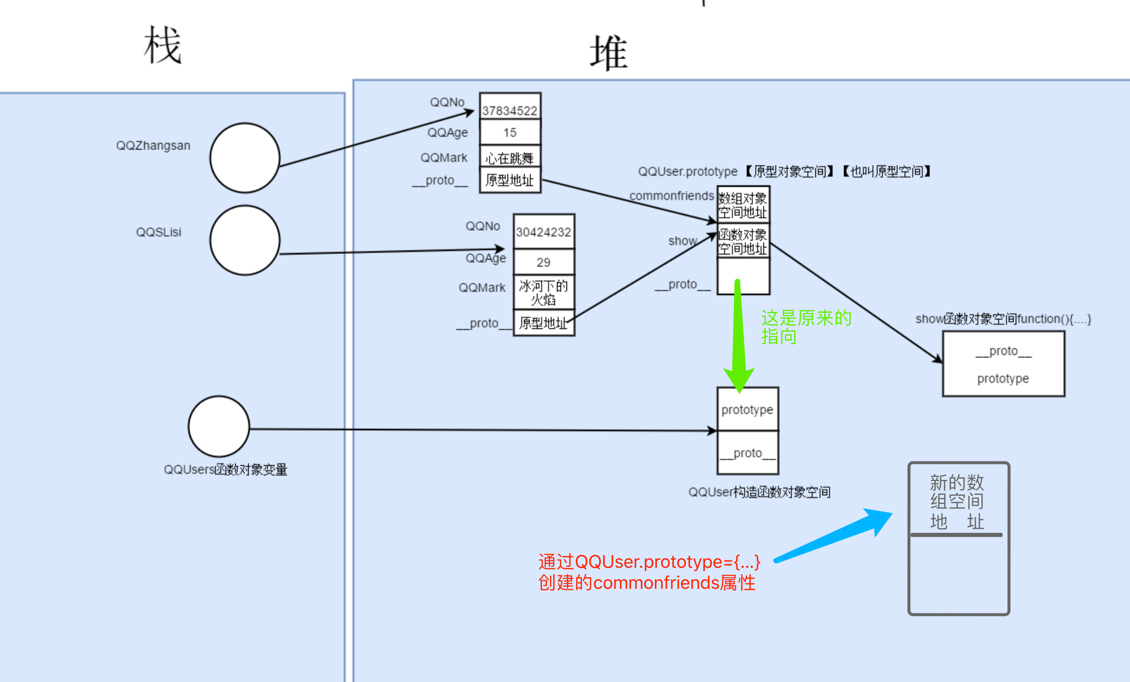 栈
堆
QQZhangsan
QQNo
37834522
QQAge
15
QQMark
心在跳舞
__proto__
原型地址
QQSLisi
QQNo
30424232
QQAge
29
QQMark
冰河下的
火焰
__proto__
原型地址
QQUser.prototype【原型对象空间】【也叫原型空间】
commonfriends
数组对象
空间地址
show
函数对象
空间地址
__proto__
这是原来的
指向
show函数对象空间function(){....}
__proto__
prototype
QQUsers函数对象变量
prototype
__proto__
QQUser构造函数对象空间
新的数
组空间
地 址
通过QQUser.prototype={...}
创建的commonfriends属性